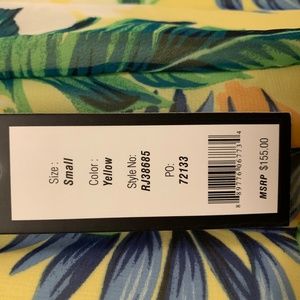 Size :
Small
Color :
Yellow
Style No:
RJ38685
PO:
72133
MSRP $155.00